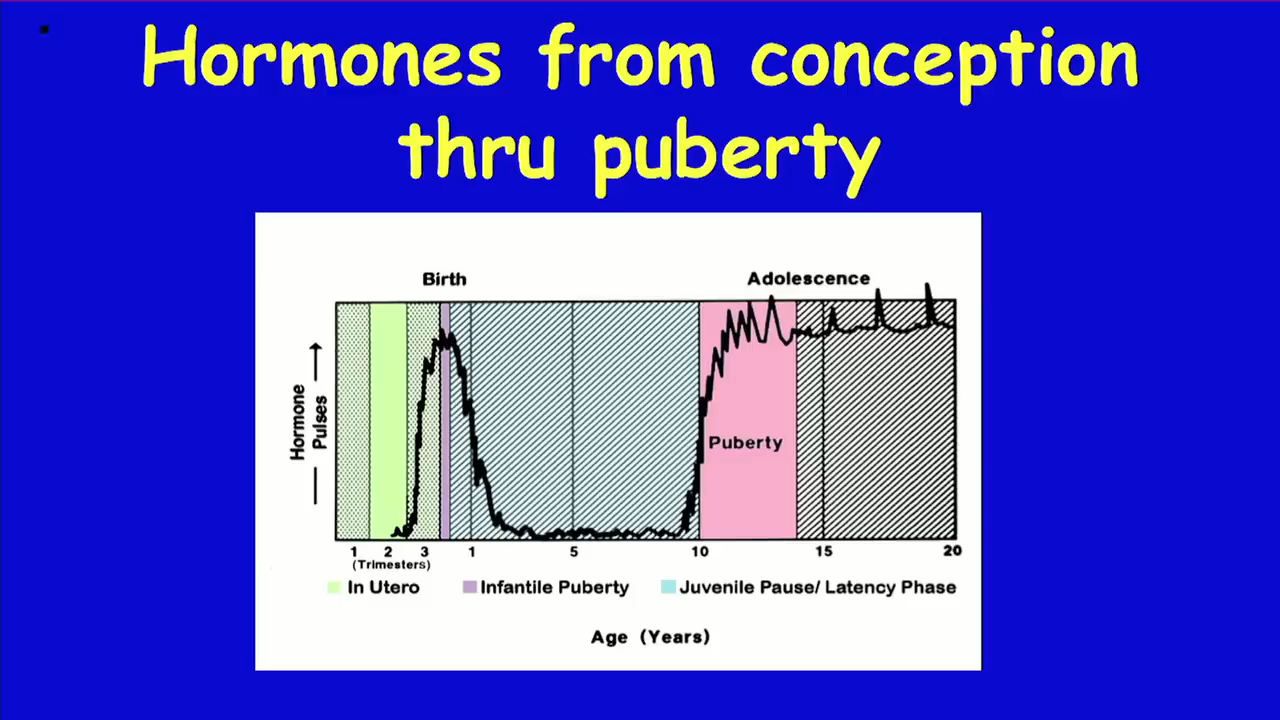 Hormones from conception
thru puberty
Birth
Adolescence
Hormone
Pulses
Puberty
1 2 3 1 5 10 15 20
(Trimesters)
In Utero Infantile Puberty Juvenile Pause/ Latency Phase
Age (Years)